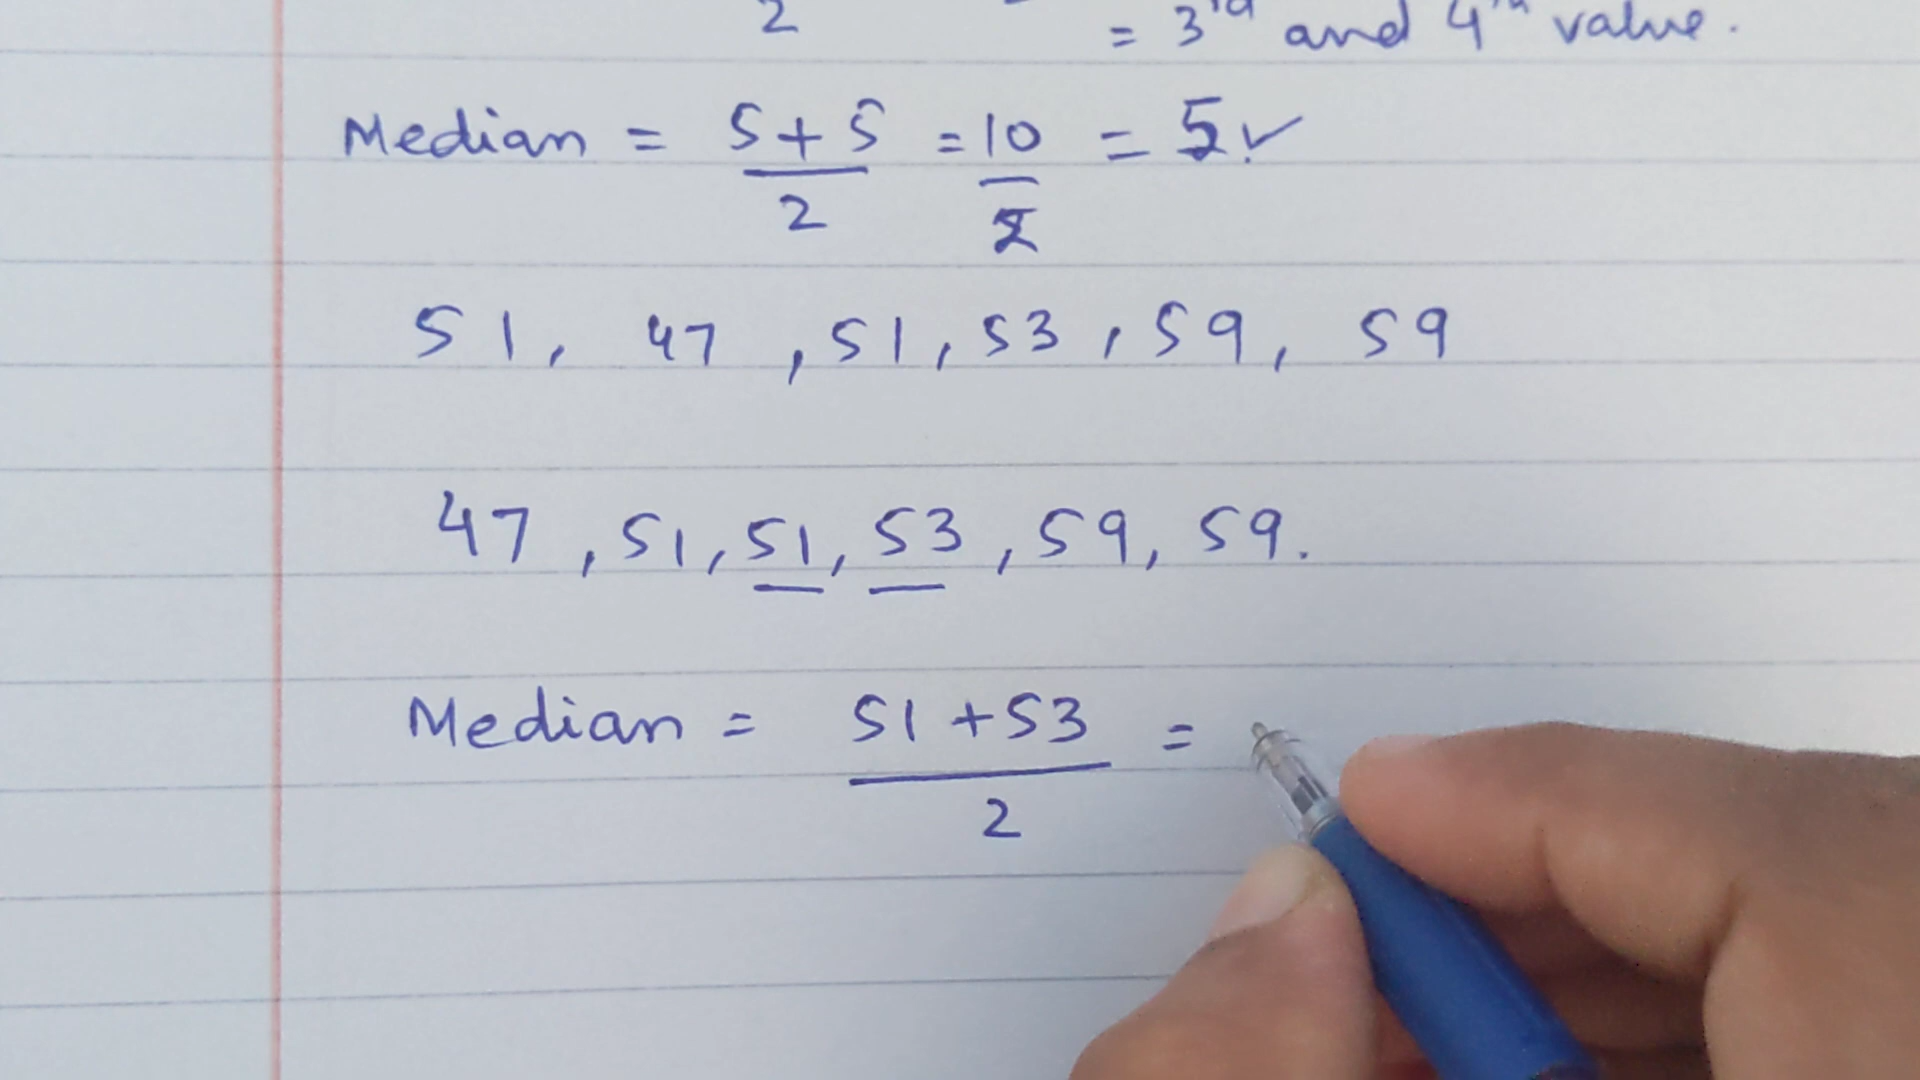 2 = 3rd and 4th value.
Median = 5+5 = 10 = 5✓
2 2
51, 47, 51, 53, 59, 59
47, 51, 51, 53, 59, 59.
Median = 51+53 =
2